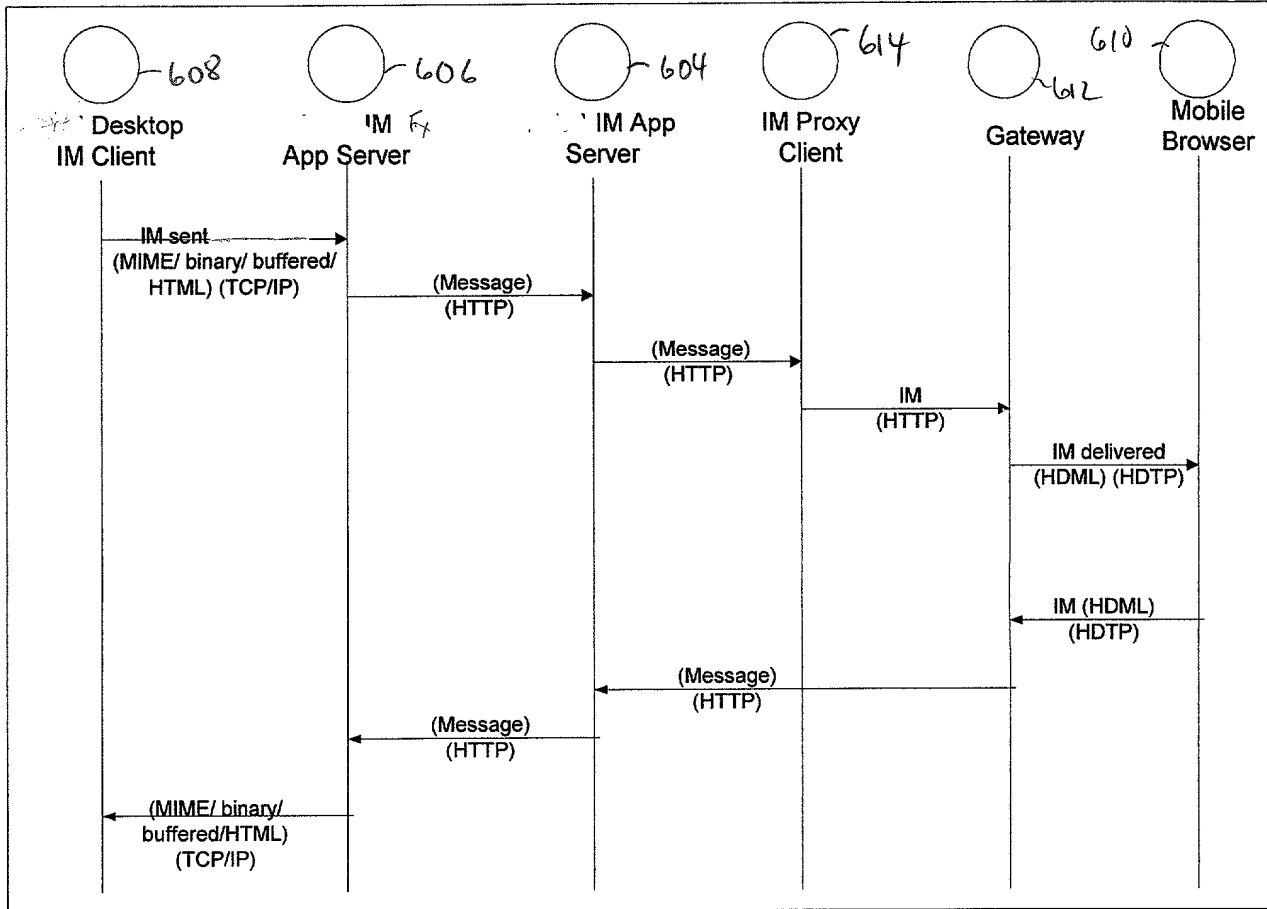 608
606
604
614
612
610
Desktop
IM Client
IM
App Server
IM App
Server
IM Proxy
Client
Gateway
Mobile
Browser
IM sent
(MIME/ binary/ buffered/
HTML) (TCP/IP)
(Message)
(HTTP)
(Message)
(HTTP)
IM
(HTTP)
IM delivered
(HDML) (HDTP)
IM (HDML)
(HDTP)
(Message)
(HTTP)
(Message)
(HTTP)
(MIME/ binary/
buffered/HTML)
(TCP/IP)